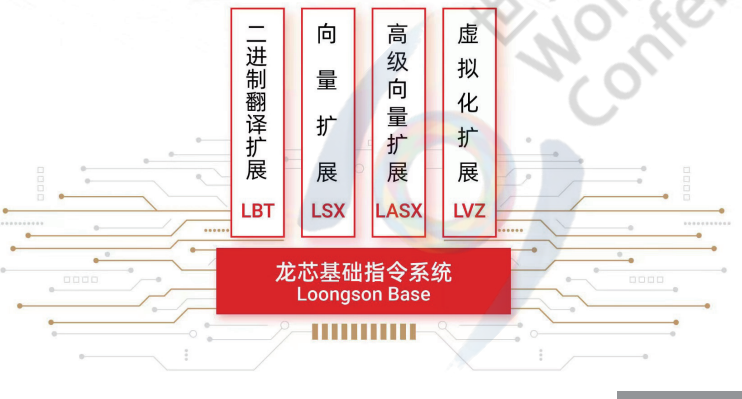 二进制翻译扩展
LBT
向量扩展
LSX
高级向量扩展
LASX
虚拟化扩展
LVZ
龙芯基础指令系统
Loongson Base